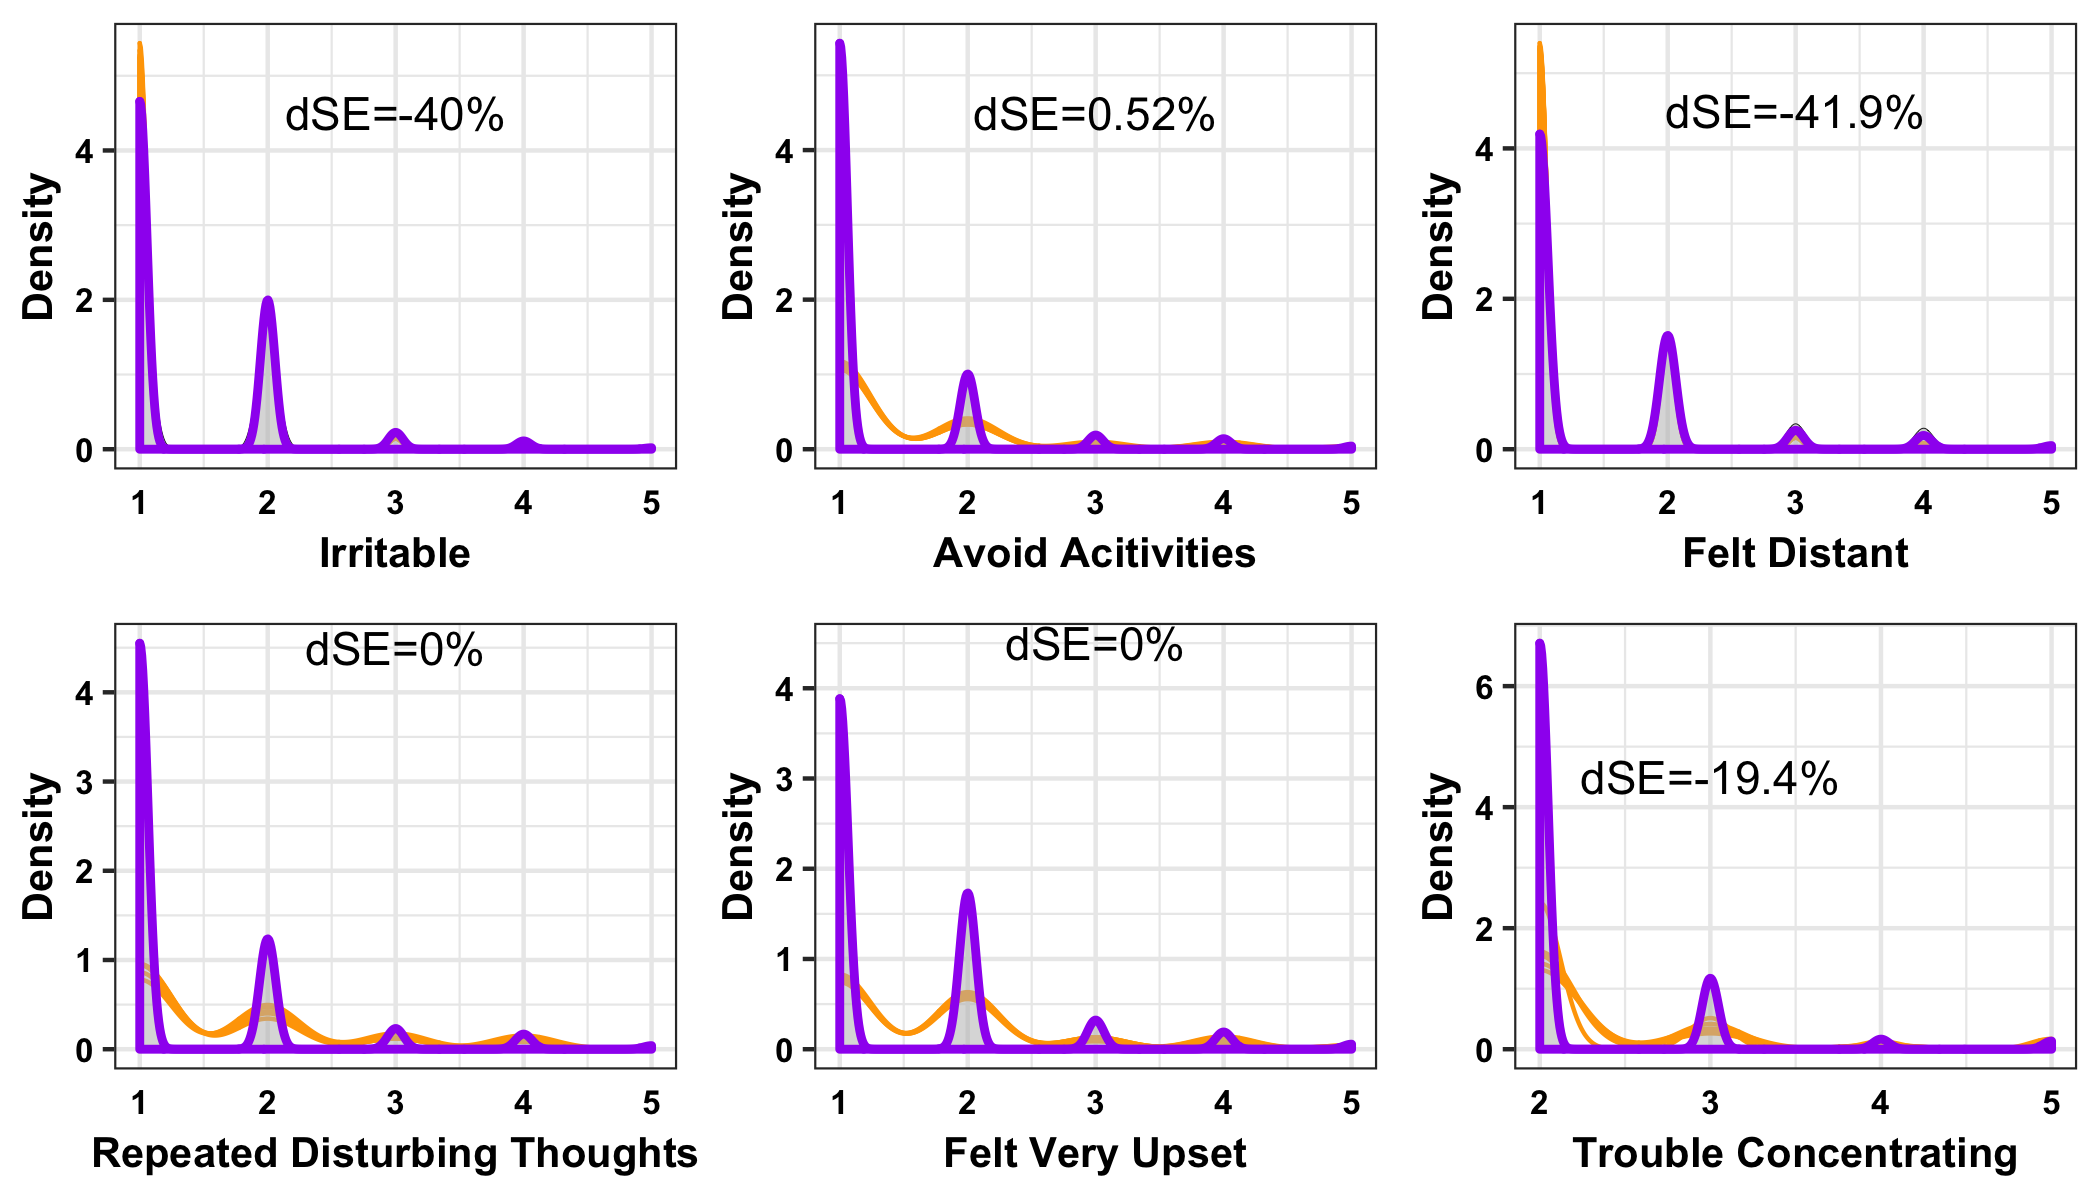 dSE=-40%
Density
4
2
0
1 2 3 4 5
Irritable
dSE=0.52%
Density
4
2
0
1 2 3 4 5
Avoid Acitivities
dSE=-41.9%
Density
4
2
0
1 2 3 4 5
Felt Distant
dSE=0%
Density
4
3
2
1
0
1 2 3 4 5
Repeated Disturbing Thoughts
dSE=0%
Density
4
3
2
1
0
1 2 3 4 5
Felt Very Upset
dSE=-19.4%
Density
6
4
2
0
2 3 4 5
Trouble Concentrating